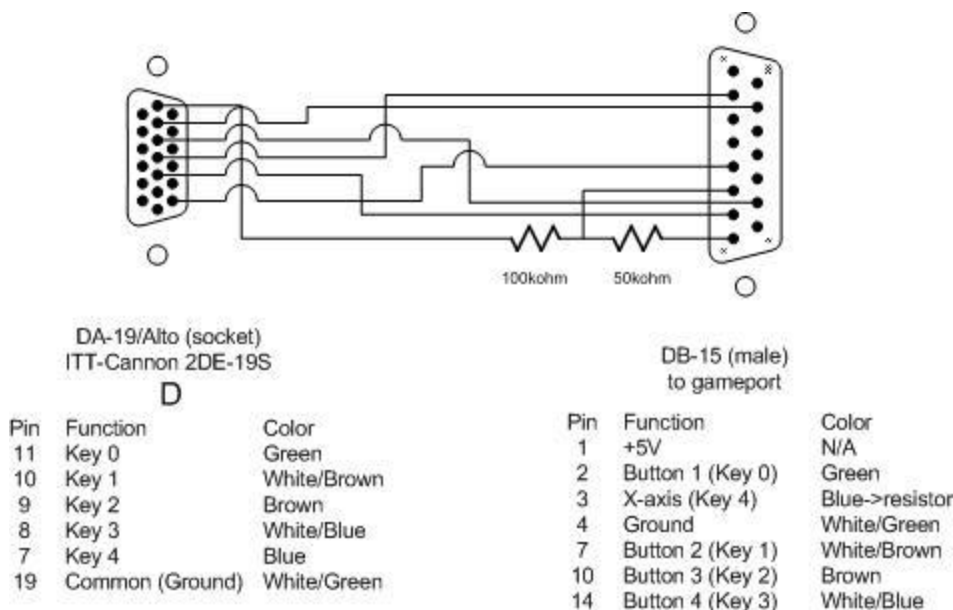 100kohm 50kohm
DA-19/Alto (socket)
ITT-Cannon 2DE-19S
D
Pin Function Color
11 Key 0 Green
10 Key 1 White/Brown
9 Key 2 Brown
8 Key 3 White/Blue
7 Key 4 Blue
19 Common (Ground) White/Green
DB-15 (male)
to gameport
Pin Function Color
1 +5V N/A
2 Button 1 (Key 0) Green
3 X-axis (Key 4) Blue->resistor
4 Ground White/Green
7 Button 2 (Key 1) White/Brown
10 Button 3 (Key 2) Brown
14 Button 4 (Key 3) White/Blue